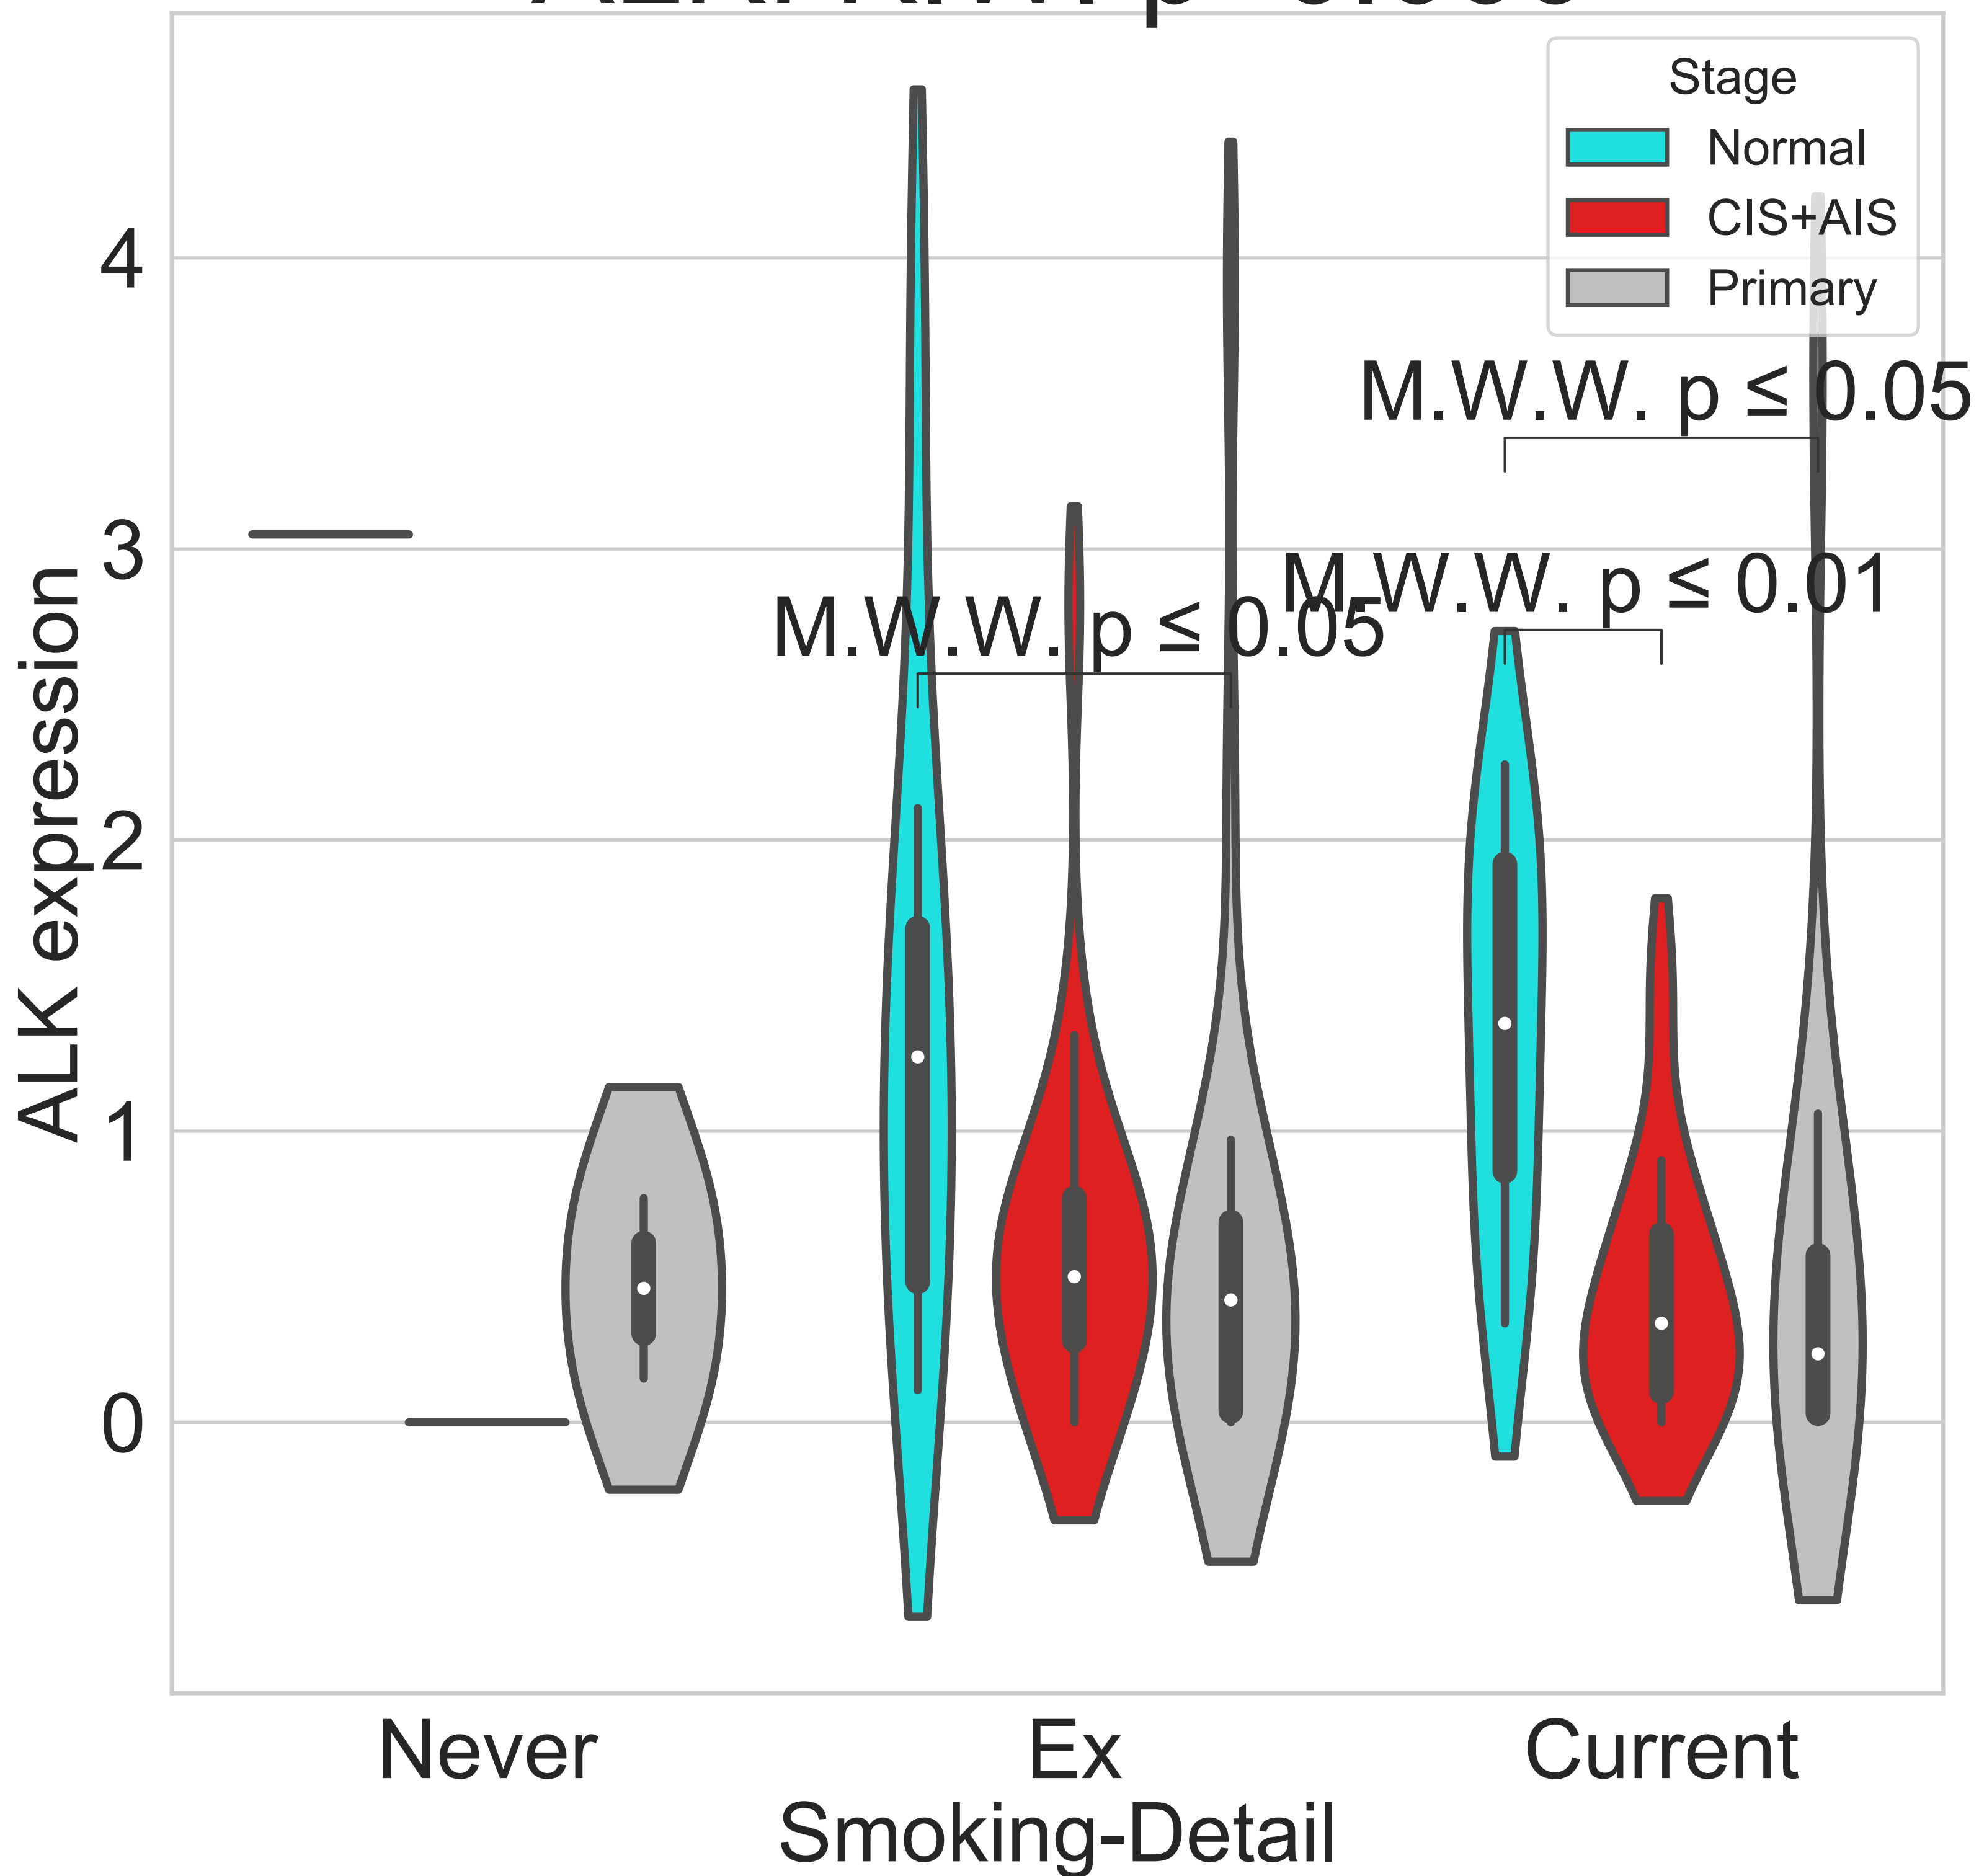 Stage
Normal
CIS+AIS
Primary
M.W.W. p ≤ 0.05
M.W.W. p ≤ 0.01
M.W.W. p ≤ 0.05
ALK expression
4
3
2
1
0
Never
Ex
Current
Smoking-Detail